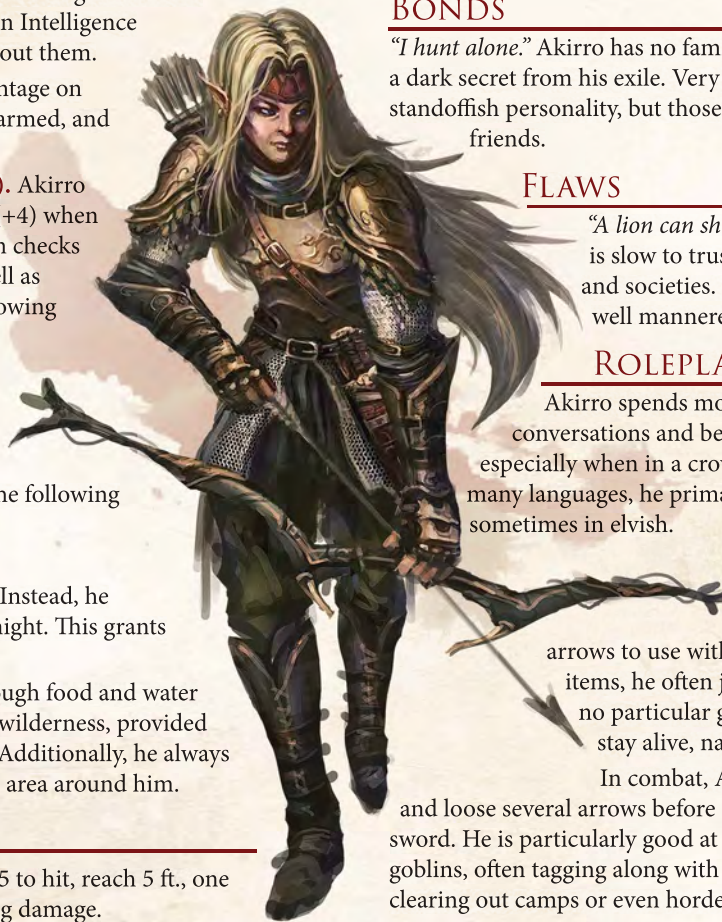 n Intelligence
out them.
ntage on
armed, and
). Akirro
+4) when
n checks
ell as
owing
ne following
Instead, he
night. This grants
ough food and water
wilderness, provided
Additionally, he always
area around him.
5 to hit, reach 5 ft., one
g damage.
BONDS
“I hunt alone.” Akirro has no fam
a dark secret from his exile. Very
standoffish personality, but those
friends.
FLAWS
“A lion can sh
is slow to trus
and societies.
well mannere
ROLEPLA
Akirro spends mo
conversations and be
especially when in a crow
many languages, he prima
sometimes in elvish.
arrows to use with
items, he often j
no particular g
stay alive, na
In combat, A
and loose several arrows before
sword. He is particularly good at
goblins, often tagging along with
clearing out camps or even horde